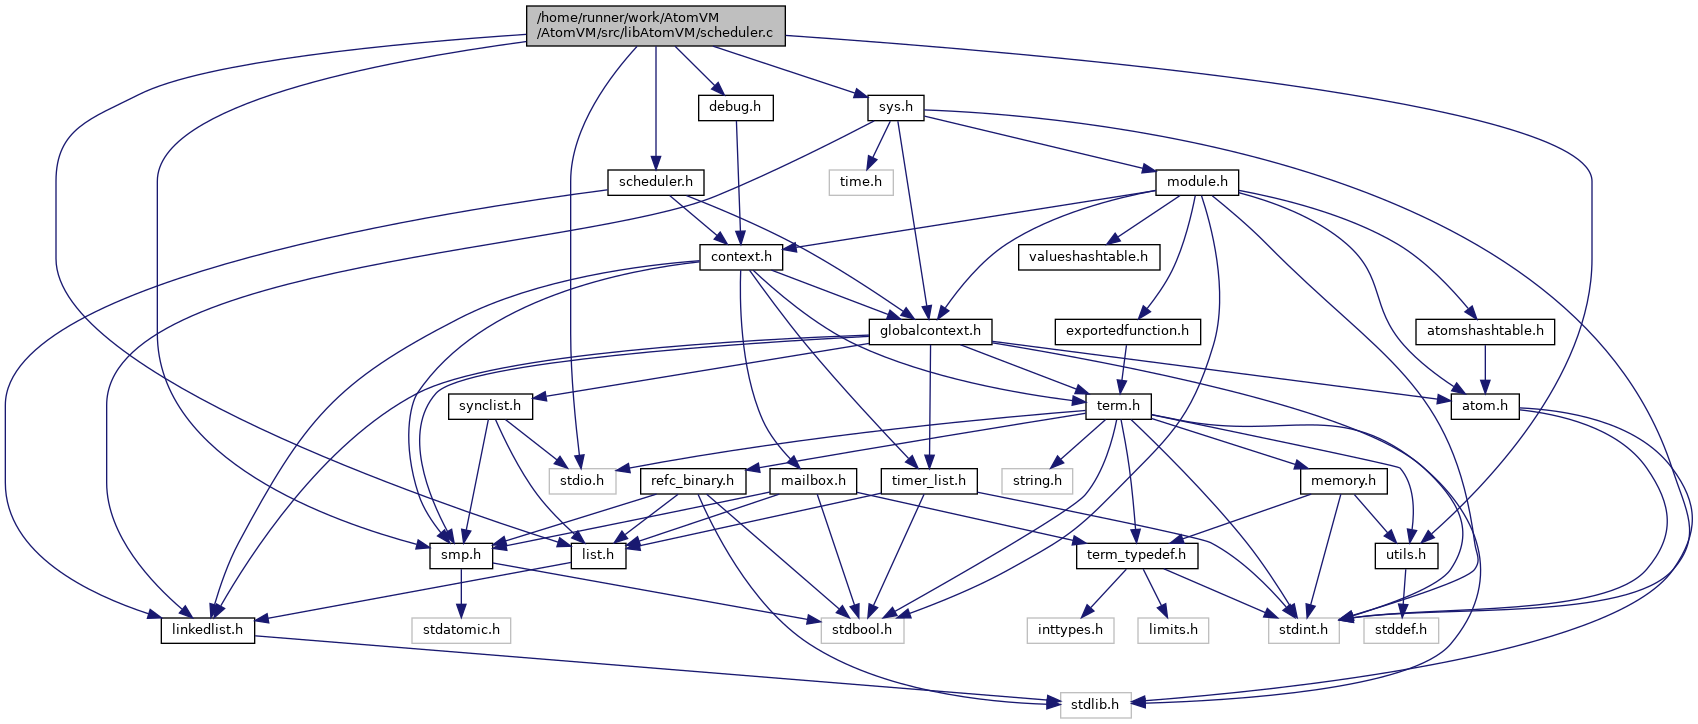 /home/runner/work/AtomVM
/AtomVM/src/libAtomVM/scheduler.c
debug.h
sys.h
scheduler.h
time.h
module.h
context.h
valueshashtable.h
globalcontext.h
exportedfunction.h
atomshashtable.h
synclist.h
term.h
atom.h
stdio.h
refc_binary.h
mailbox.h
timer_list.h
string.h
memory.h
smp.h
list.h
term_typedef.h
utils.h
linkedlist.h
stdatomic.h
stdbool.h
inttypes.h
limits.h
stdint.h
stddef.h
stdlib.h